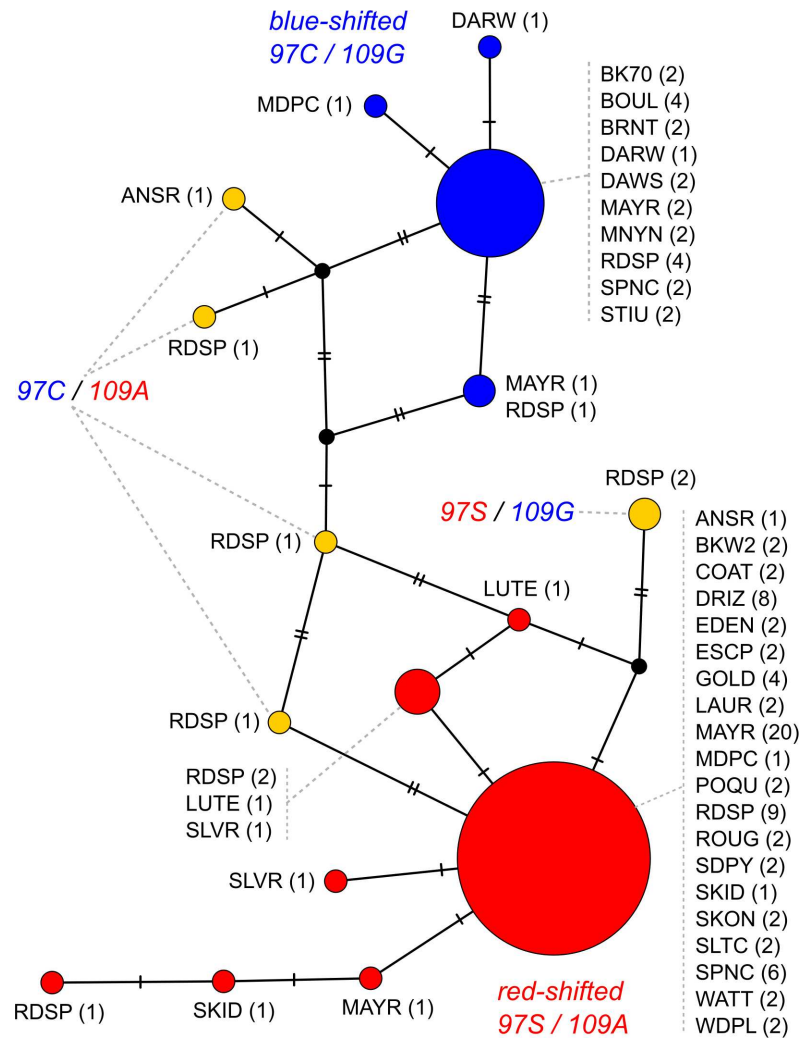 blue-shifted
97C / 109G
DARW (1)
MDPC (1)
BK70 (2)
BOUL (4)
BRNT (2)
DARW (1)
DAWS (2)
MAYR (2)
MNYN (2)
RDSP (4)
SPNC (2)
STIU (2)
ANSR (1)
RDSP (1)
97C / 109A
MAYR (1)
RDSP (1)
RDSP (2)
97S / 109G
RDSP (1)
LUTE (1)
ANSR (1)
BKW2 (2)
COAT (2)
DRIZ (8)
EDEN (2)
ESCP (2)
GOLD (4)
LAUR (2)
MAYR (20)
MDPC (1)
POQU (2)
RDSP (9)
ROUG (2)
SDPY (2)
SKID (1)
SKON (2)
SLTC (2)
SPNC (6)
WATT (2)
WDPL (2)
RDSP (1)
RDSP (2)
LUTE (1)
SLVR (1)
SLVR (1)
RDSP (1)
SKID (1)
MAYR (1)
red-shifted
97S / 109A